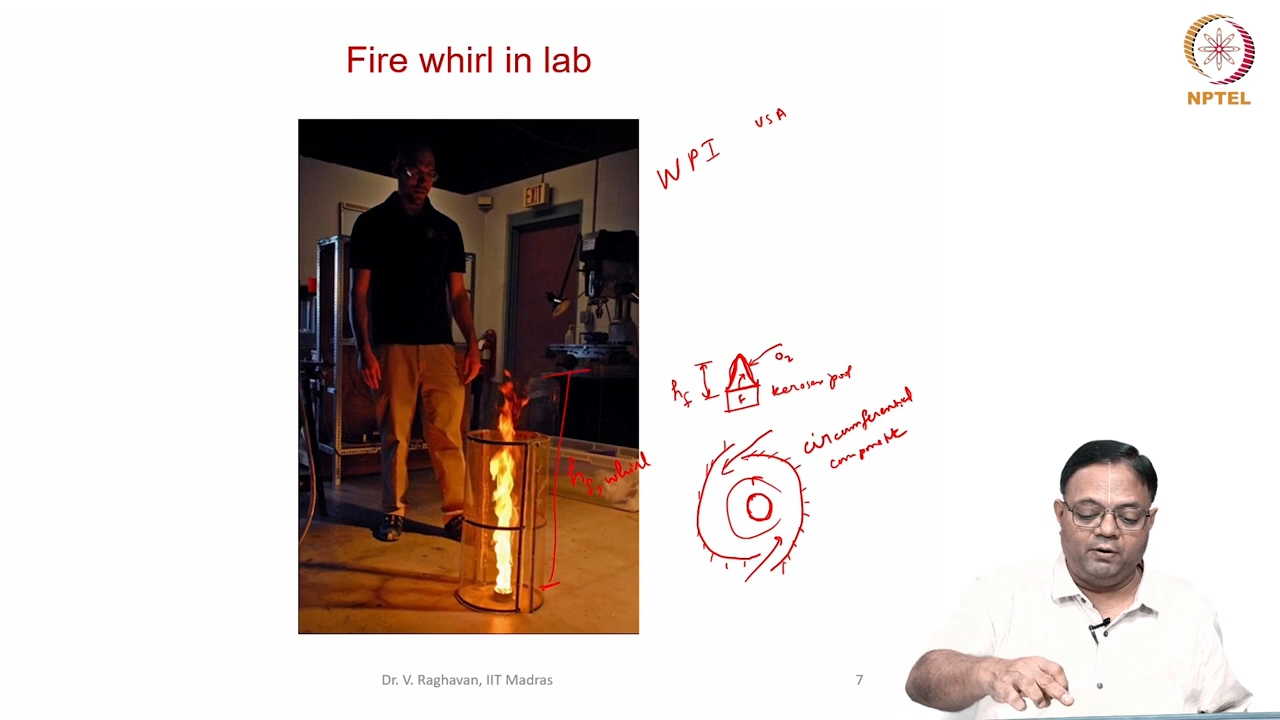 Fire whirl in lab
NPTEL
WPI USA
EXIT
O2
hf
F
kerosen pool
circumferential
component
hf, whirl
Dr. V. Raghavan, IIT Madras
7